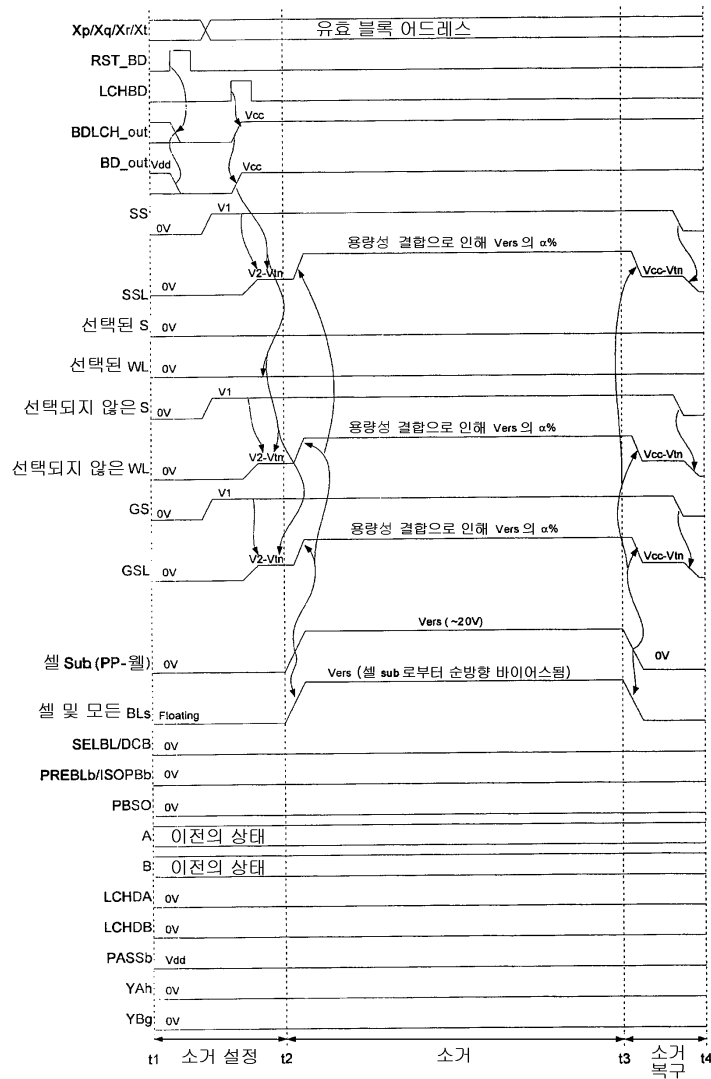 Xp/Xq/Xr/Xt 유효 블록 어드레스
RST_BD
LCHBD
Vcc
BDLCH_out
BD_out Vdd Vcc
SS 0V V1
용량성 결합으로 인해 Vers 의 α%
SSL 0V V2-Vtn Vcc-Vtn
선택된 S 0V
선택된 WL 0V
선택되지 않은 S 0V V1
용량성 결합으로 인해 Vers 의 α%
선택되지 않은 WL 0V V2-Vtn Vcc-Vtn
GS 0V V1
용량성 결합으로 인해 Vers 의 α%
GSL 0V V2-Vtn Vcc-Vtn
Vers (~20V)
셀 Sub.(PP-웰) 0V 0V
Vers (셀 sub 로부터 순방향 바이어스됨)
셀 및 모든 BLs Floating
SELBL/DCB 0V
PREBLb/ISOPBb 0V
PBSO 0V
A 이전의 상태
B 이전의 상태
LCHDA 0V
LCHDB 0V
PASSb Vdd
YAh 0V
YBg 0V
t1 소거 설정 t2 소거 t3 소거 t4
복구